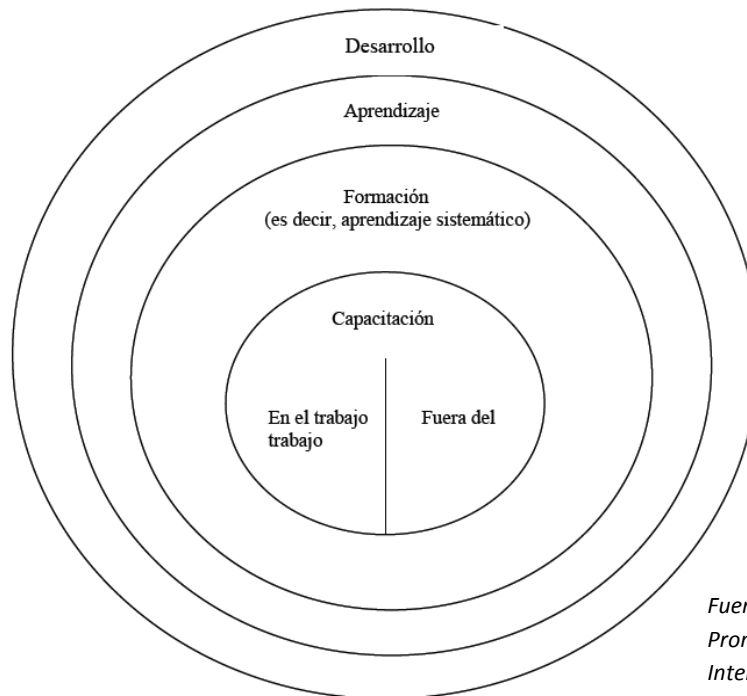 Desarrollo
Aprendizaje
Formación
(es decir, aprendizaje sistemático)
Capacitación
En el trabajo
trabajo
Fuera del